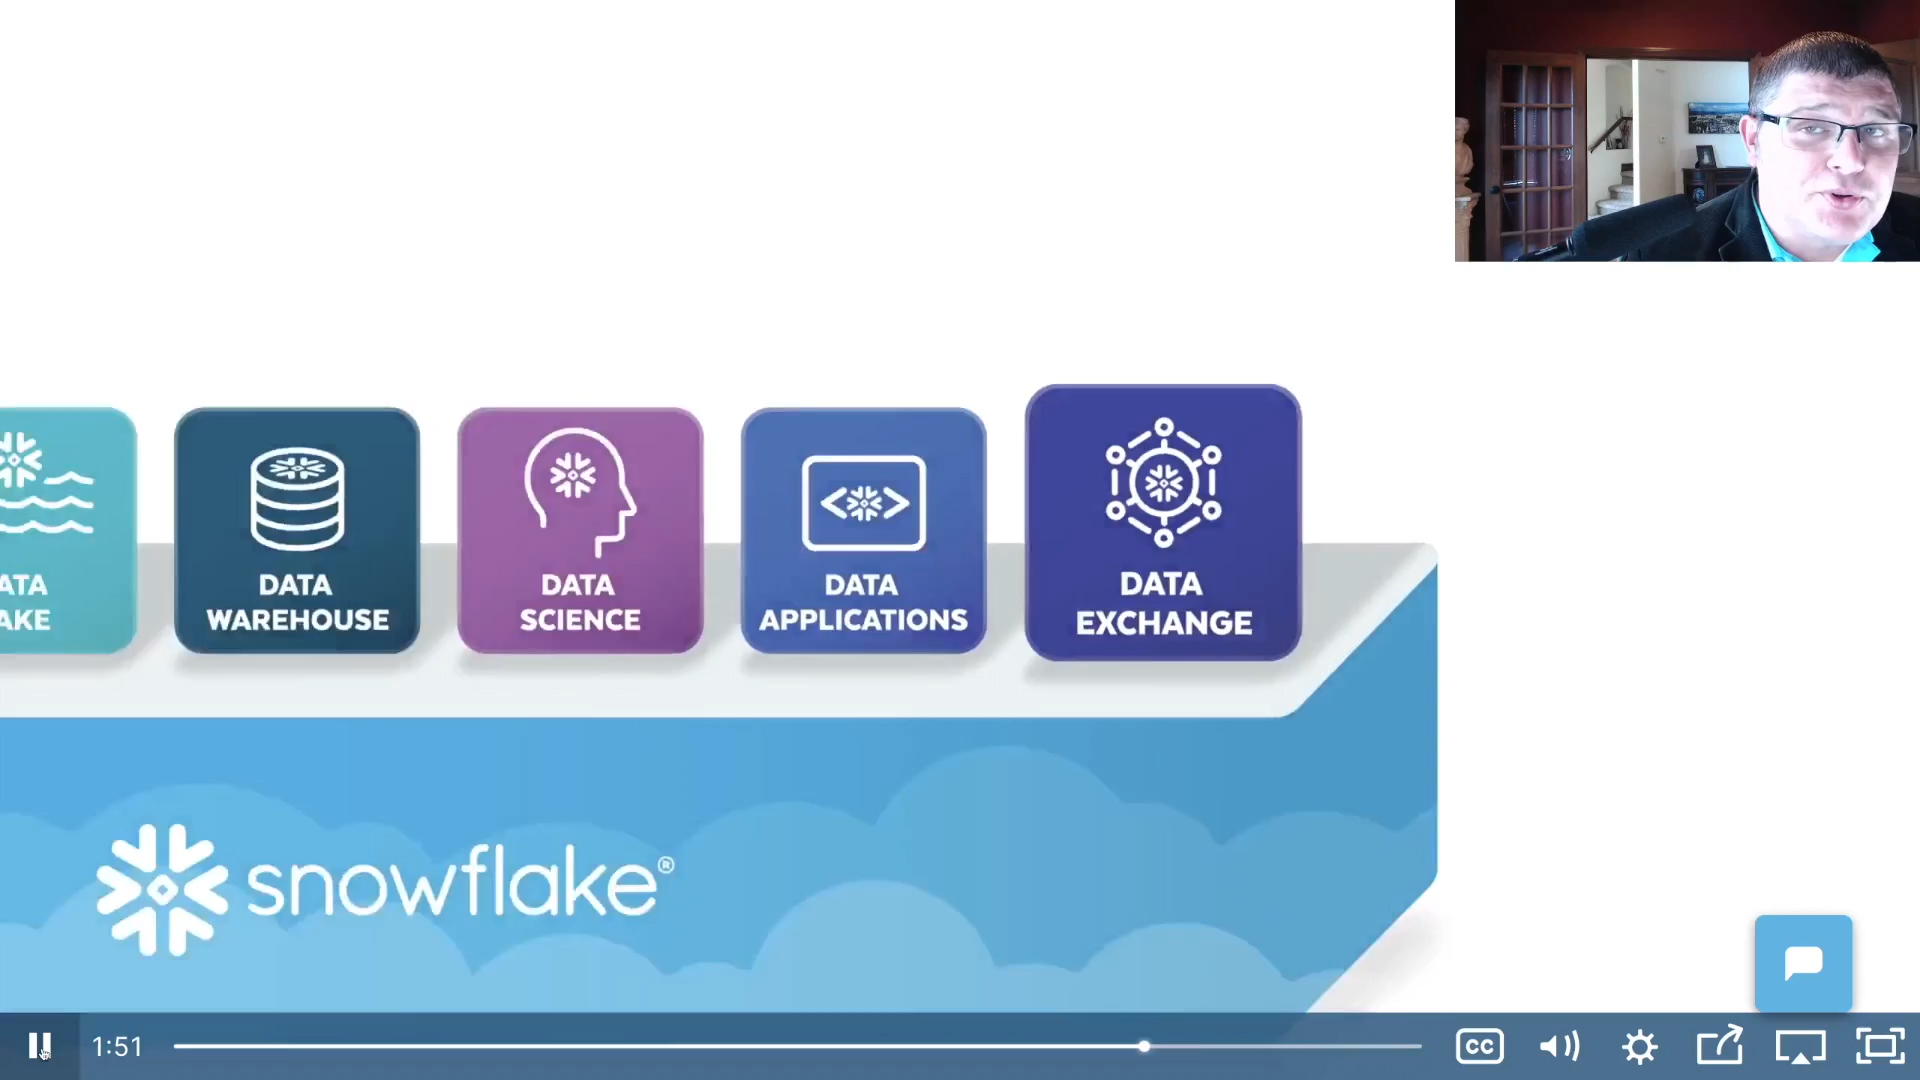 ATA
AKE
DATA
WAREHOUSE
DATA
SCIENCE
DATA
APPLICATIONS
DATA
EXCHANGE
snowflake®
1:51
CC